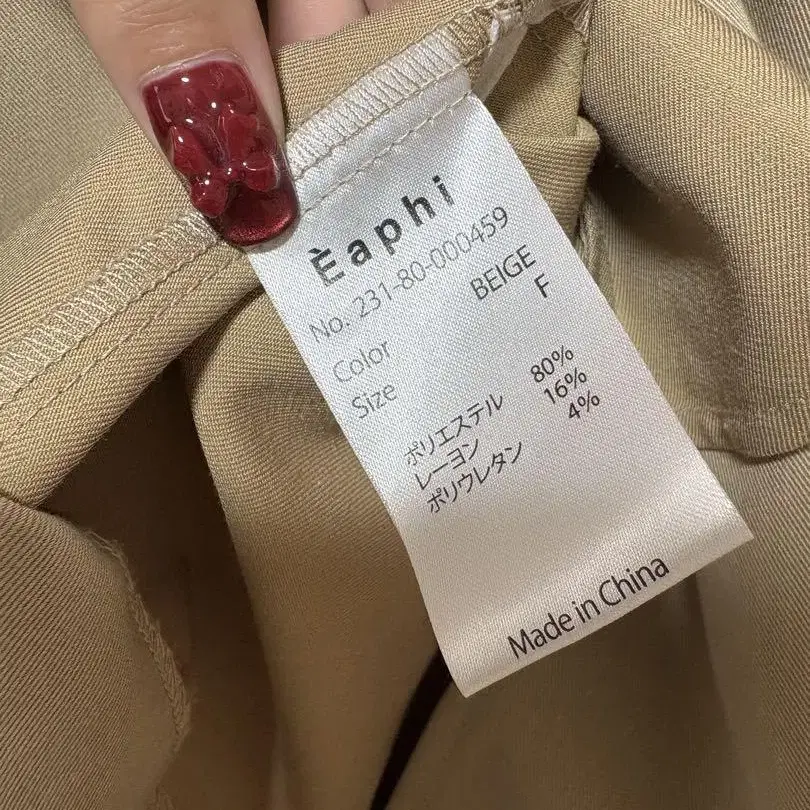 Èaphi
No. 231-80-000459
Color BEIGE
Size F
ポリエステル 80%
レーヨン 16%
ポリウレタン 4%
Made in China